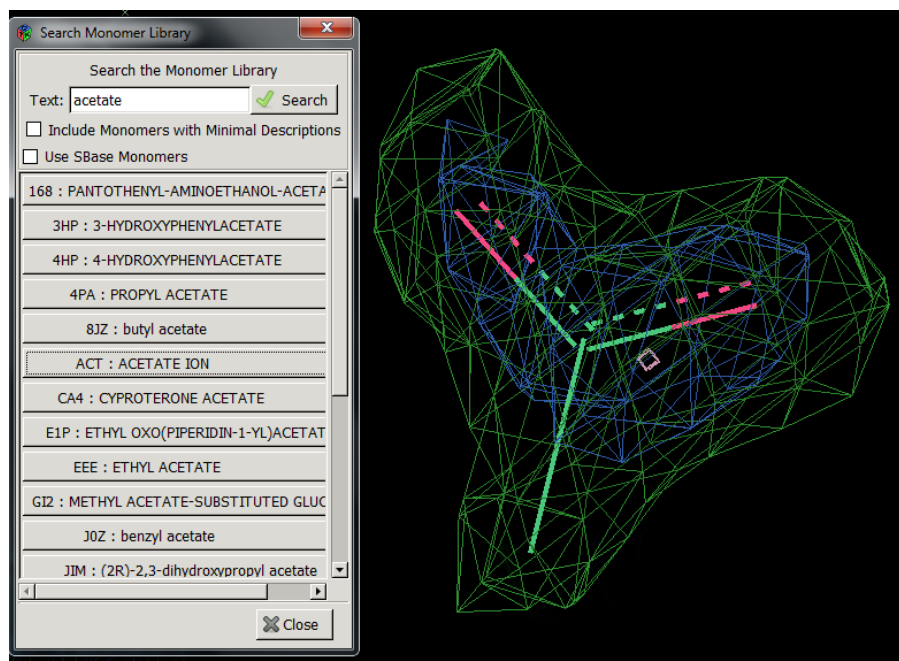 Search Monomer Library
Search the Monomer Library
Text: acetate Search
Include Monomers with Minimal Descriptions
Use SBase Monomers
168 : PANTOTHENYL-AMINOETHANOL-ACETA
3HP : 3-HYDROXYPHENYLACETATE
4HP : 4-HYDROXYPHENYLACETATE
4PA : PROPYL ACETATE
8JZ : butyl acetate
ACT : ACETATE ION
CA4 : CYPROTERONE ACETATE
E1P : ETHYL OXO(PIPERIDIN-1-YL)ACETAT
EEE : ETHYL ACETATE
GI2 : METHYL ACETATE-SUBSTITUTED GLUC
J0Z : benzyl acetate
JIM : (2R)-2,3-dihydroxypropyl acetate
Close